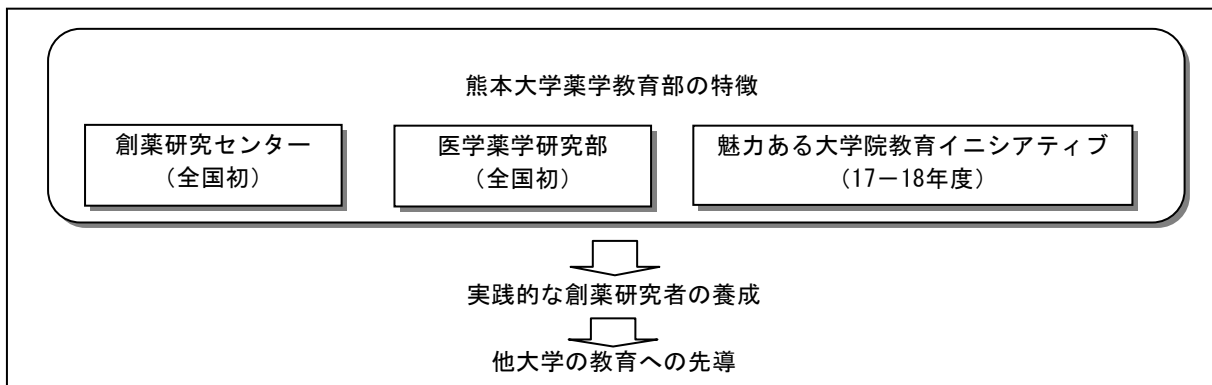 熊本大学薬学教育部の特徴
創薬研究センター
（全国初）
医学薬学研究部
（全国初）
魅力ある大学院教育イニシアティブ
（17－18年度）
実践的な創薬研究者の養成
他大学の教育への先導